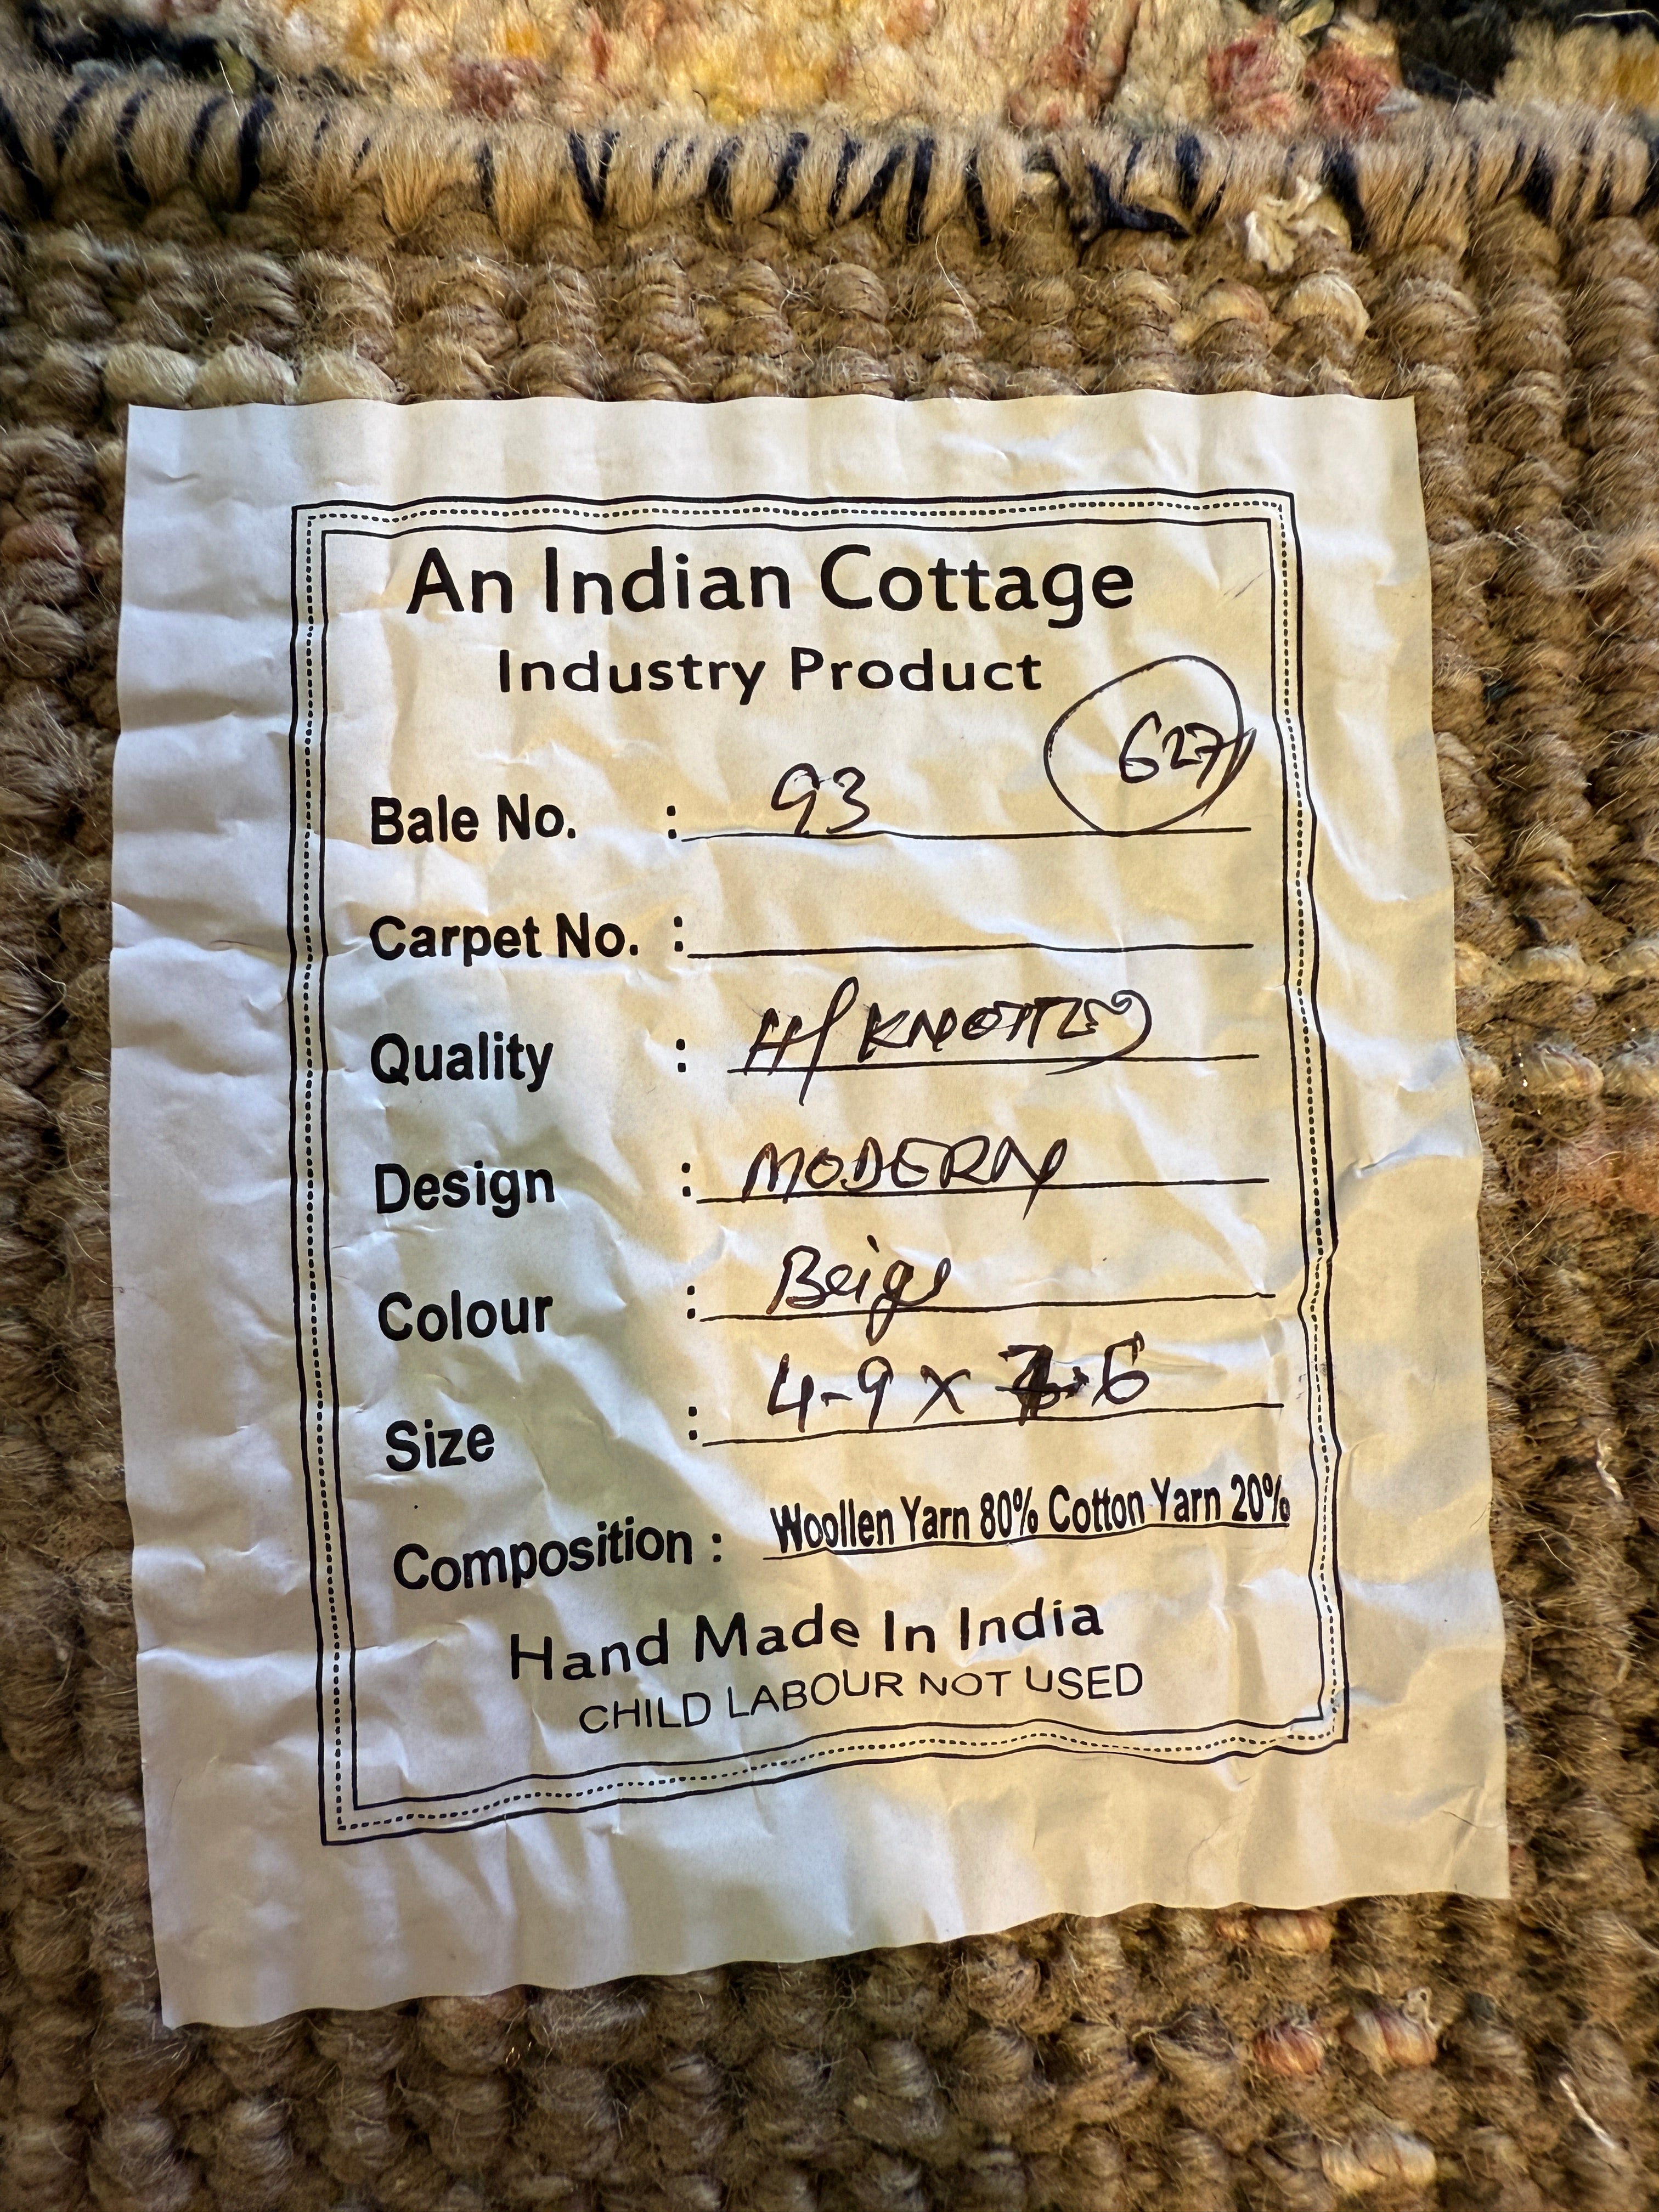 An Indian Cottage
Industry Product
627
Bale No. : 93
Carpet No. :
Quality : H/KNOTTED
Design : MODERN
Colour : Beige
Size : 4-9 x 6
Composition : Woollen Yarn 80% Cotton Yarn 20%
Hand Made In India
CHILD LABOUR NOT USED